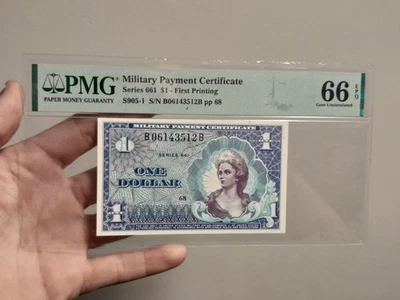 PMG
PAPER MONEY GUARANTY
Military Payment Certificate
Series 661 $1 - First Printing
S905-1 S/N B06143512B pp 68
66 EPQ
Gem Uncirculated
MILITARY PAYMENT CERTIFICATE
B06143512B
SERIES 661
1
1
ONE
DOLLAR
68
1
1